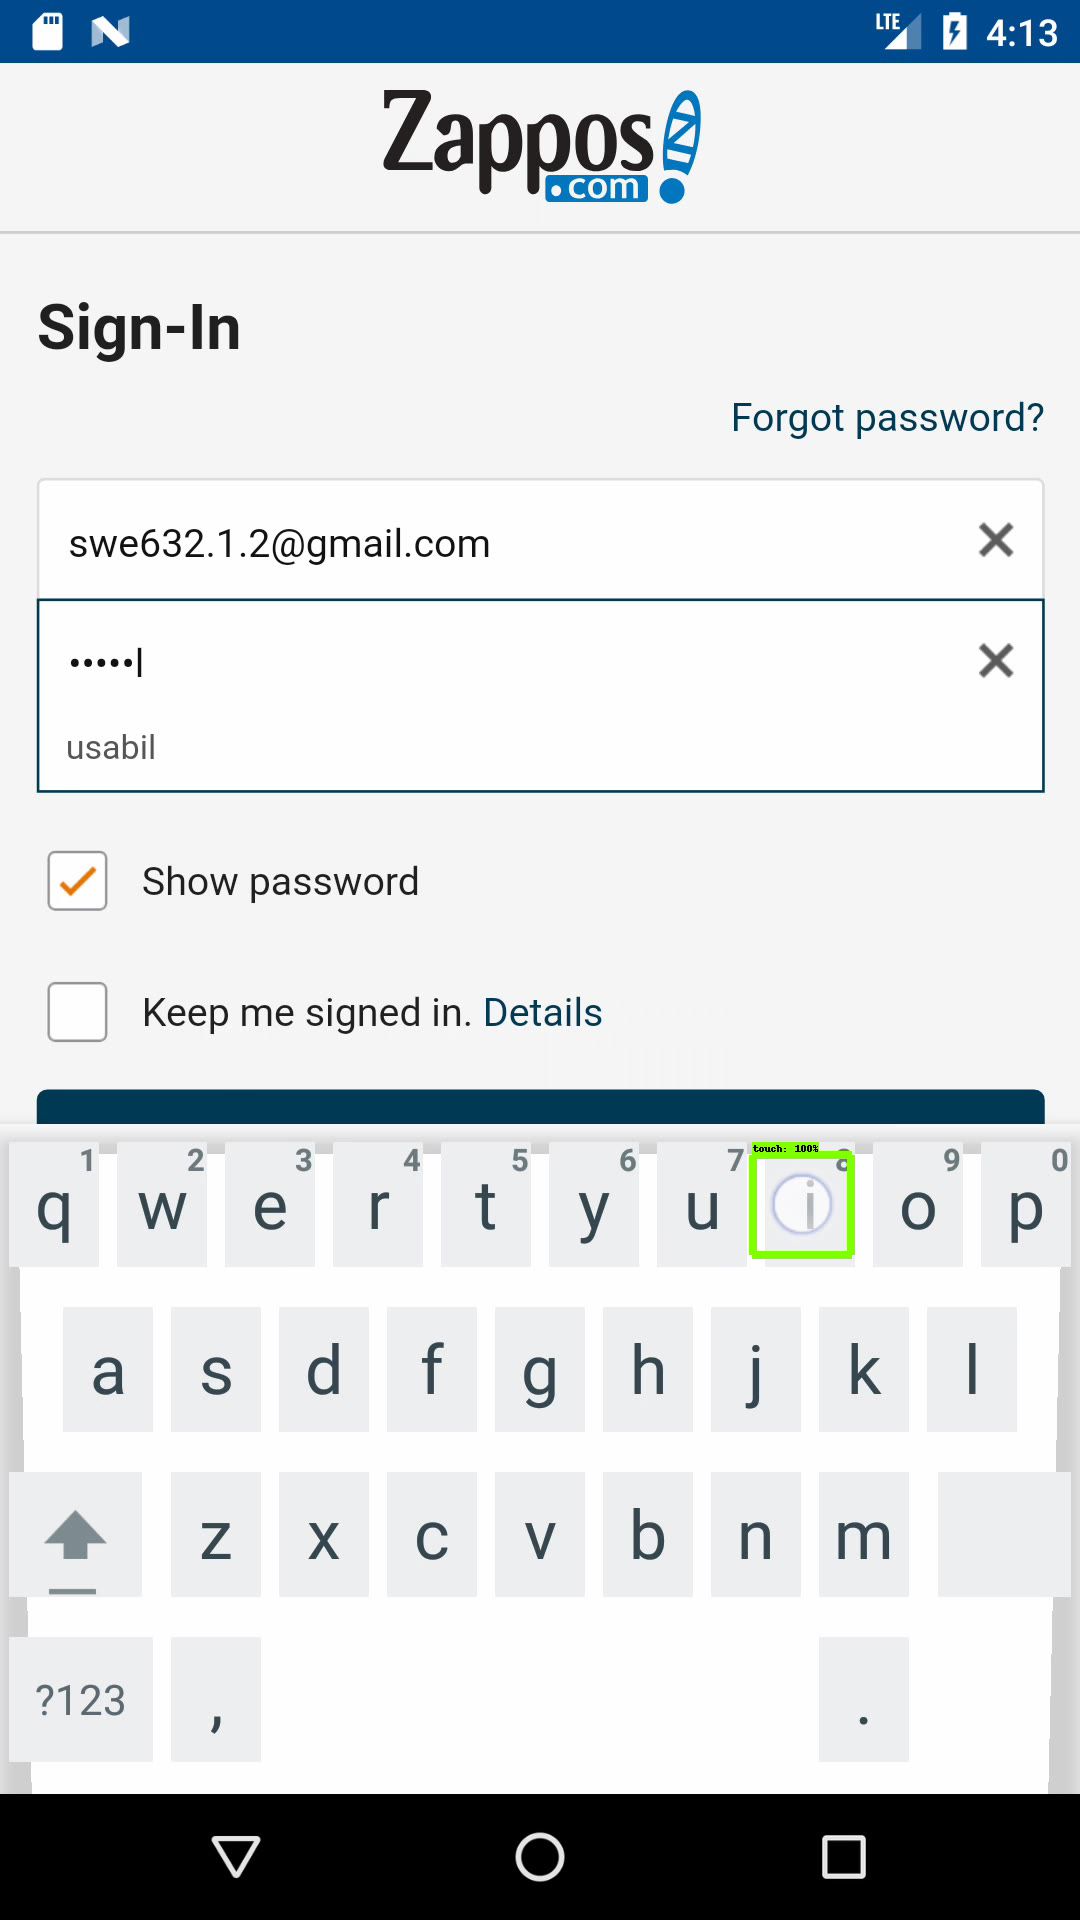 LTE 4:13
Zappos
.com
Sign-In
Forgot password?
swe632.1.2@gmail.com
•••••
usabil
Show password
Keep me signed in. Details
1 2 3 4 5 6 7 8 9 0
touch: 100%
q w e r t y u i o p
a s d f g h j k l
z x c v b n m
?123 , .